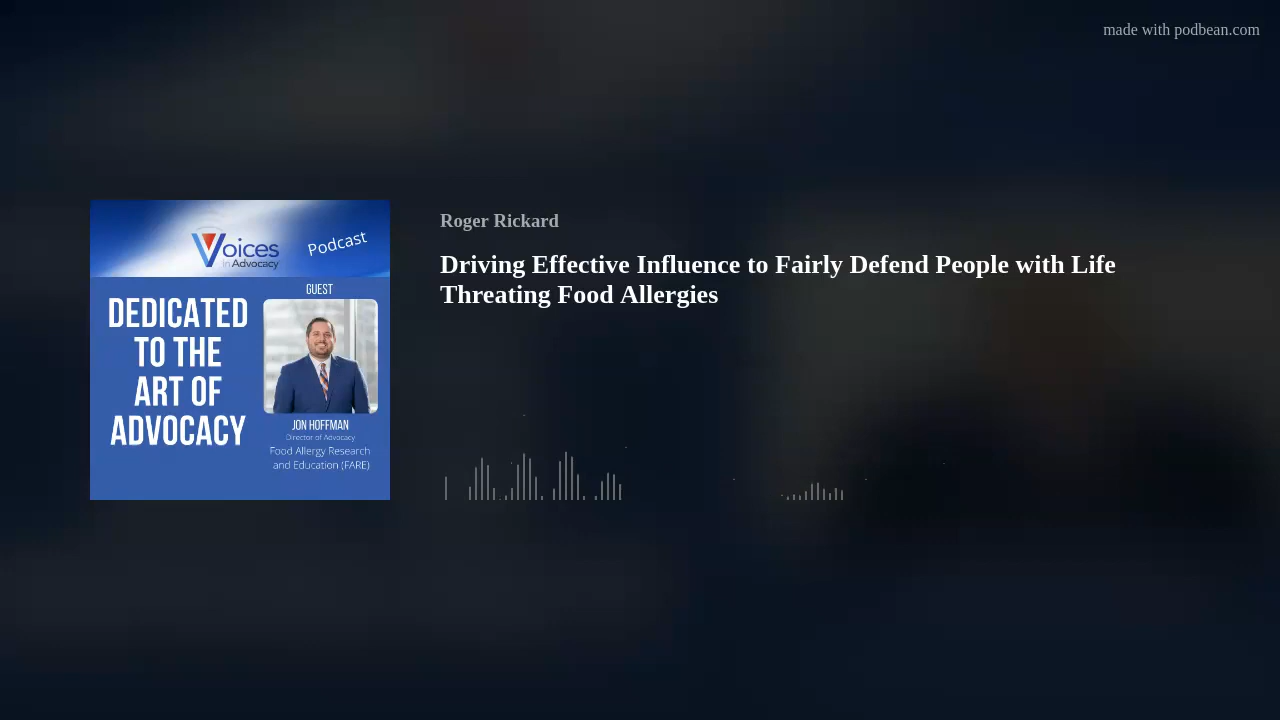 made with podbean.com
Voices
in Advocacy
Podcast
GUEST
DEDICATED
TO THE
ART OF
ADVOCACY
JON HOFFMAN
Director of Advocacy
Food Allergy Research
and Education (FARE)
Roger Rickard
Driving Effective Influence to Fairly Defend People with Life
Threating Food Allergies